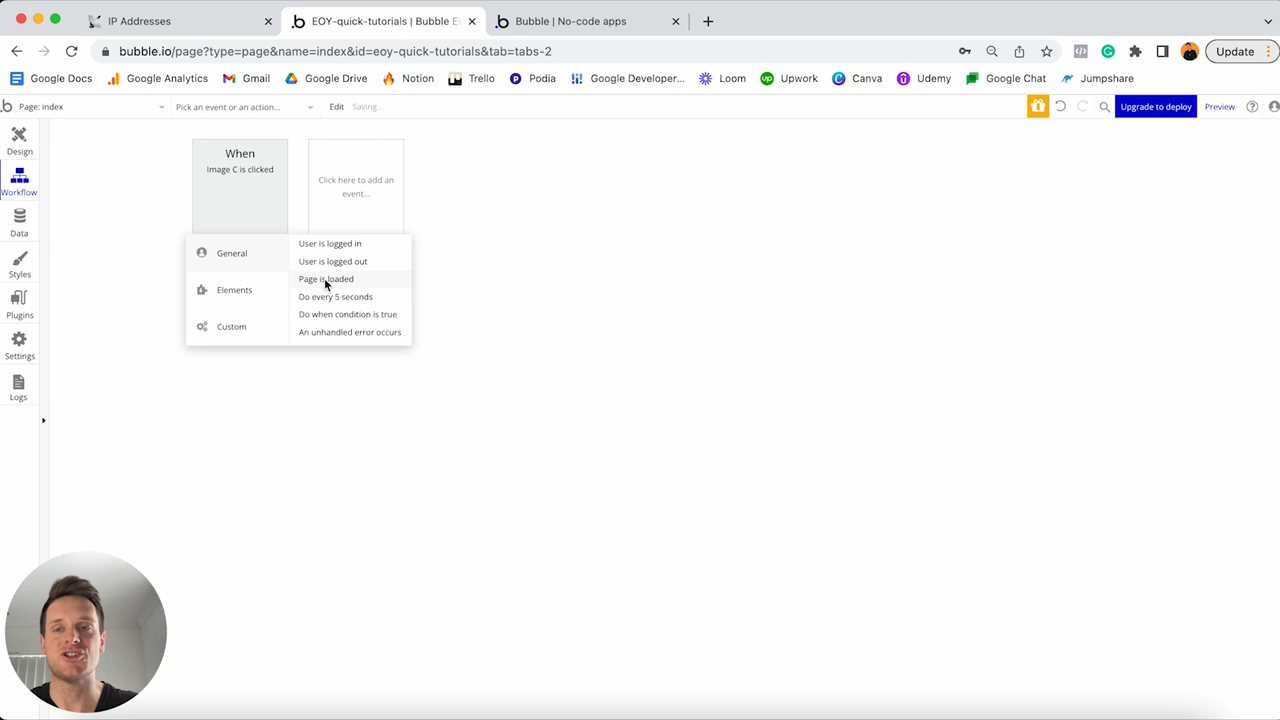 IP Addresses
EOY-quick-tutorials | Bubble E
Bubble | No-code apps
bubble.io/page?type=page&name=index&id=eoy-quick-tutorials&tab=tabs-2
Update
Google Docs
Google Analytics
Gmail
Google Drive
Notion
Trello
Podia
Google Developer...
Loom
Upwork
Canva
Udemy
Google Chat
Jumpshare
Page: index
Pick an event or an action...
Edit
Saving...
Upgrade to deploy
Preview
Design
Workflow
Data
Styles
Plugins
Settings
Logs
When
Image C is clicked
Click here to add an
event...
General
Elements
Custom
User is logged in
User is logged out
Page is loaded
Do every 5 seconds
Do when condition is true
An unhandled error occurs